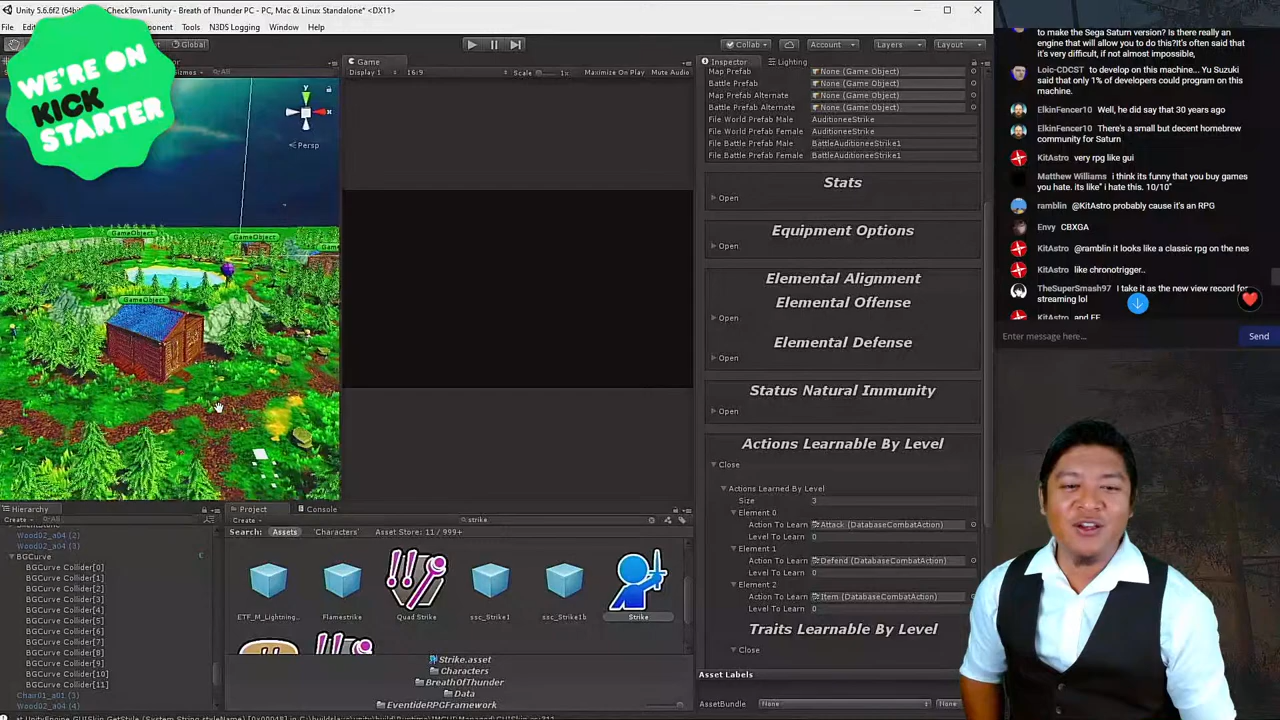 Unity 5.6.6f2 (64bit
CheckTown1.unity - Breath of Thunder PC - PC, Mac & Linux Standalone* <DX11>
File
Tools
N3DS Logging
Window
Help
Global
Collab
Account
Layers
Layout
WE'RE ON
KICK
STARTER
Game
Display 1
16:9
Scale
1x
Maximize On Play
Mute Audio
Persp
GameObject
GameObject
GameObject
Inspector
Lighting
Map Prefab
None (Game Object)
Battle Prefab
None (Game Object)
Map Prefab Alternate
None (Game Object)
Battle Prefab Alternate
None (Game Object)
File World Prefab Male
AuditioneeStrike
File World Prefab Female
AuditioneeStrike
File Battle Prefab Male
BattleAuditioneeStrike1
File Battle Prefab Female
BattleAuditioneeStrike1
Stats
Open
Equipment Options
Open
Elemental Alignment
Elemental Offense
Open
Elemental Defense
Open
Status Natural Immunity
Open
Actions Learnable By Level
Close
Actions Learned By Level
Size
3
Element 0
Action To Learn
Attack (DatabaseCombatAction)
Level To Learn
0
Element 1
Action To Learn
Defend (DatabaseCombatAction)
Level To Learn
0
Element 2
Action To Learn
Item (DatabaseCombatAction)
Level To Learn
0
Traits Learnable By Level
Close
Asset Labels
AssetBundle
None
None
Hierarchy
Create
Wood02_a04 (2)
Wood02_a04 (3)
BGCurve
BGCurve Collider[0]
BGCurve Collider[1]
BGCurve Collider[2]
BGCurve Collider[3]
BGCurve Collider[4]
BGCurve Collider[5]
BGCurve Collider[6]
BGCurve Collider[7]
BGCurve Collider[8]
BGCurve Collider[9]
BGCurve Collider[10]
BGCurve Collider[11]
Chair01_a01 (3)
Wood02_a04 (6)
Project
Console
Create
strike
Search:
Assets
'Characters'
Asset Store: 11 / 999+
ETF_M_Lightning...
Flamestrike
Quad Strike
ssc_Strike1
ssc_Strike1b
Strike
Strike.asset
Characters
BreathOfThunder
Data
EventideRPGFramework
to make the Sega Saturn version? Is there really an
engine that will allow you to do this?It's often said that
it's very difficult, if not almost impossible,
Loic-CDCST to develop on this machine... Yu Suzuki
said that only 1% of developers could program on this
machine.
ElkinFencer10 Well, he did say that 30 years ago
ElkinFencer10 There's a small but decent homebrew
community for Saturn
KitAstro very rpg like gui
Matthew Williams i think its funny that you buy games
you hate. its like" i hate this. 10/10"
ramblin @KitAstro probably cause it's an RPG
Envy CBXGA
KitAstro @ramblin it looks like a classic rpg on the nes
KitAstro like chronotrigger..
TheSuperSmash97 I take it as the new view record for
streaming lol
KitAstro and FF
Enter message here...
Send